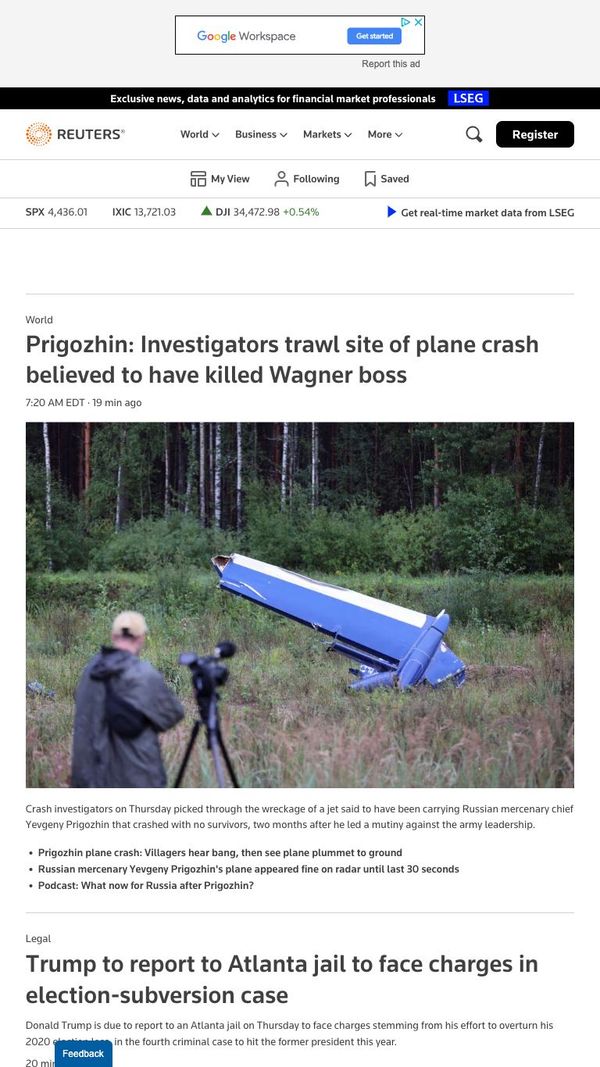 Google Workspace
Get started
Report this ad
Exclusive news, data and analytics for financial market professionals LSEG
REUTERS®
World Business Markets More
Register
My View Following Saved
SPX 4,436.01 IXIC 13,721.03 DJI 34,472.98 +0.54% Get real-time market data from LSEG
World
Prigozhin: Investigators trawl site of plane crash
believed to have killed Wagner boss
7:20 AM EDT · 19 min ago
Crash investigators on Thursday picked through the wreckage of a jet said to have been carrying Russian mercenary chief
Yevgeny Prigozhin that crashed with no survivors, two months after he led a mutiny against the army leadership.
• Prigozhin plane crash: Villagers hear bang, then see plane plummet to ground
• Russian mercenary Yevgeny Prigozhin's plane appeared fine on radar until last 30 seconds
• Podcast: What now for Russia after Prigozhin?
Legal
Trump to report to Atlanta jail to face charges in
election-subversion case
Donald Trump is due to report to an Atlanta jail on Thursday to face charges stemming from his effort to overturn his
2020 in the fourth criminal case to hit the former president this year.
20
Feedback